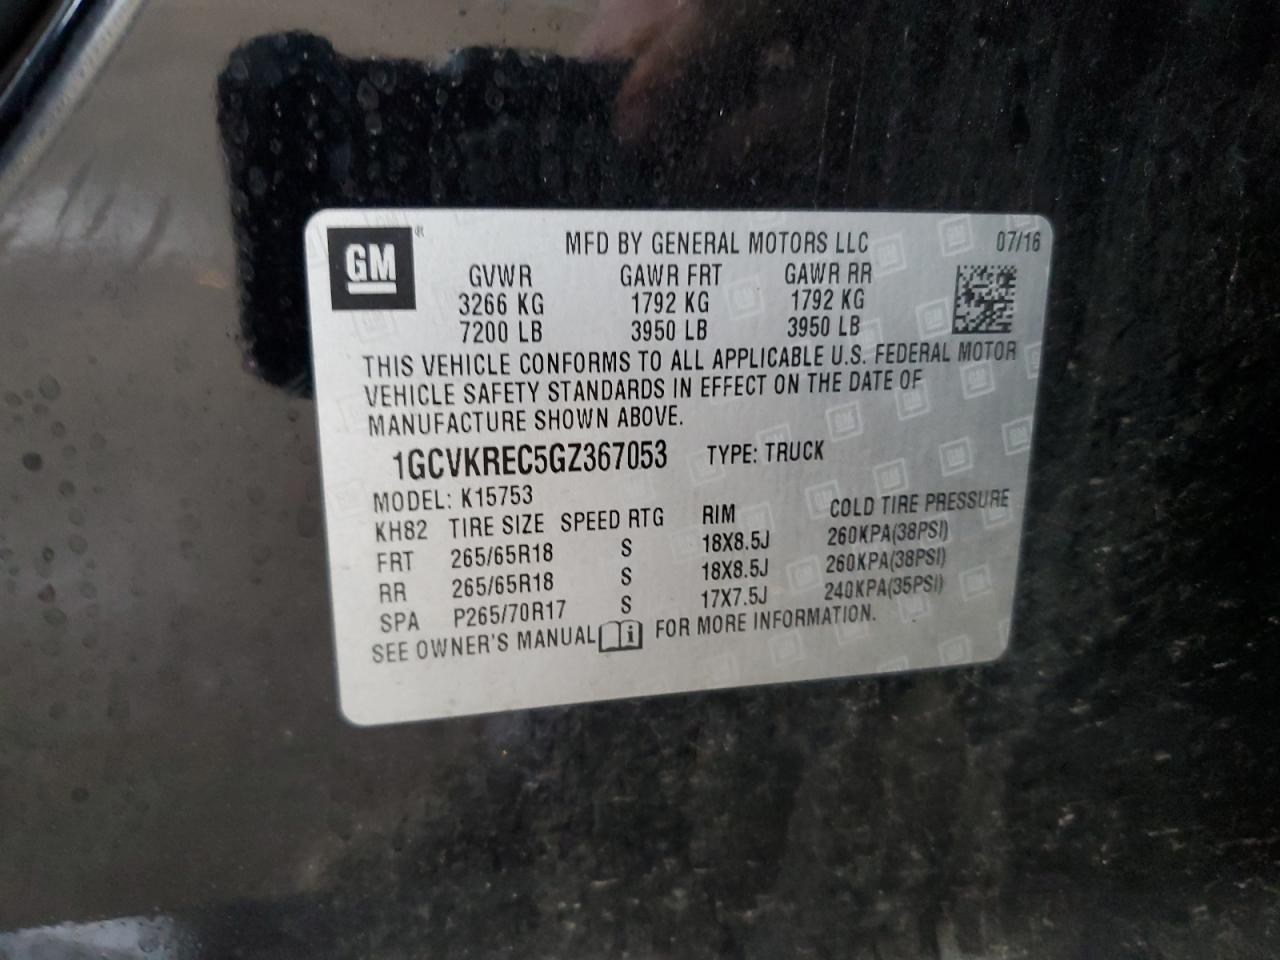 GM®
MFD BY GENERAL MOTORS LLC 07/16
GVWR GAWR FRT GAWR RR
3266 KG 1792 KG 1792 KG
7200 LB 3950 LB 3950 LB
THIS VEHICLE CONFORMS TO ALL APPLICABLE U.S. FEDERAL MOTOR
VEHICLE SAFETY STANDARDS IN EFFECT ON THE DATE OF
MANUFACTURE SHOWN ABOVE.
1GCVKREC5GZ367053 TYPE: TRUCK
MODEL: K15753
KH82 TIRE SIZE SPEED RTG RIM COLD TIRE PRESSURE
FRT 265/65R18 S 18X8.5J 260KPA(38PSI)
RR 265/65R18 S 18X8.5J 260KPA(38PSI)
SPA P265/70R17 S 17X7.5J 240KPA(35PSI)
SEE OWNER'S MANUAL i FOR MORE INFORMATION.